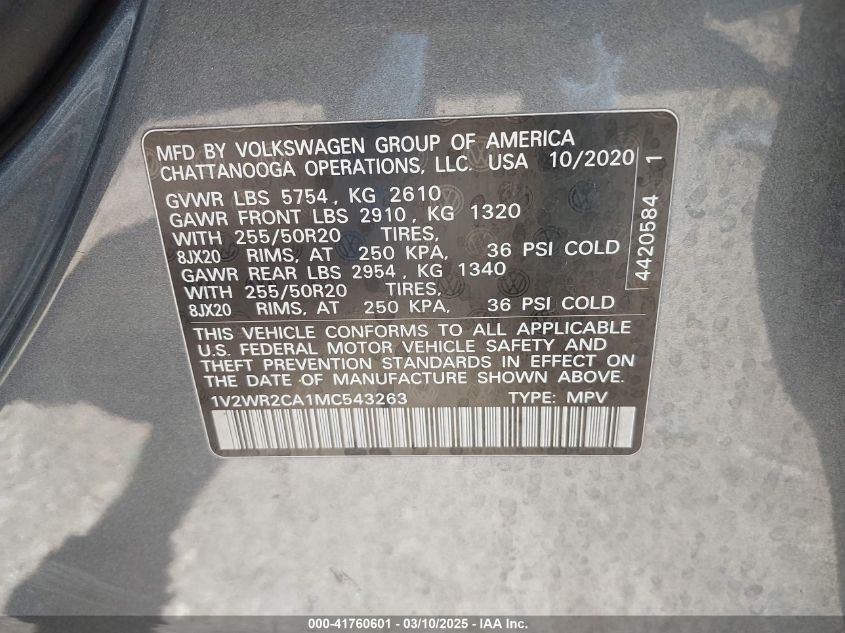 MFD BY VOLKSWAGEN GROUP OF AMERICA
CHATTANOOGA OPERATIONS, LLC. USA 10/2020
GVWR LBS 5754, KG 2610
GAWR FRONT LBS 2910, KG 1320
WITH 255/50R20 TIRES,
8JX20 RIMS, AT 250 KPA, 36 PSI COLD
GAWR REAR LBS 2954, KG 1340
WITH 255/50R20 TIRES,
8JX20 RIMS, AT 250 KPA, 36 PSI COLD
THIS VEHICLE CONFORMS TO ALL APPLICABLE
U.S. FEDERAL MOTOR VEHICLE SAFETY AND
THEFT PREVENTION STANDARDS IN EFFECT ON
THE DATE OF MANUFACTURE SHOWN ABOVE.
1V2WR2CA1MC543263 TYPE: MPV
4420584 1
000-41760601 - 03/10/2025 - IAA Inc.